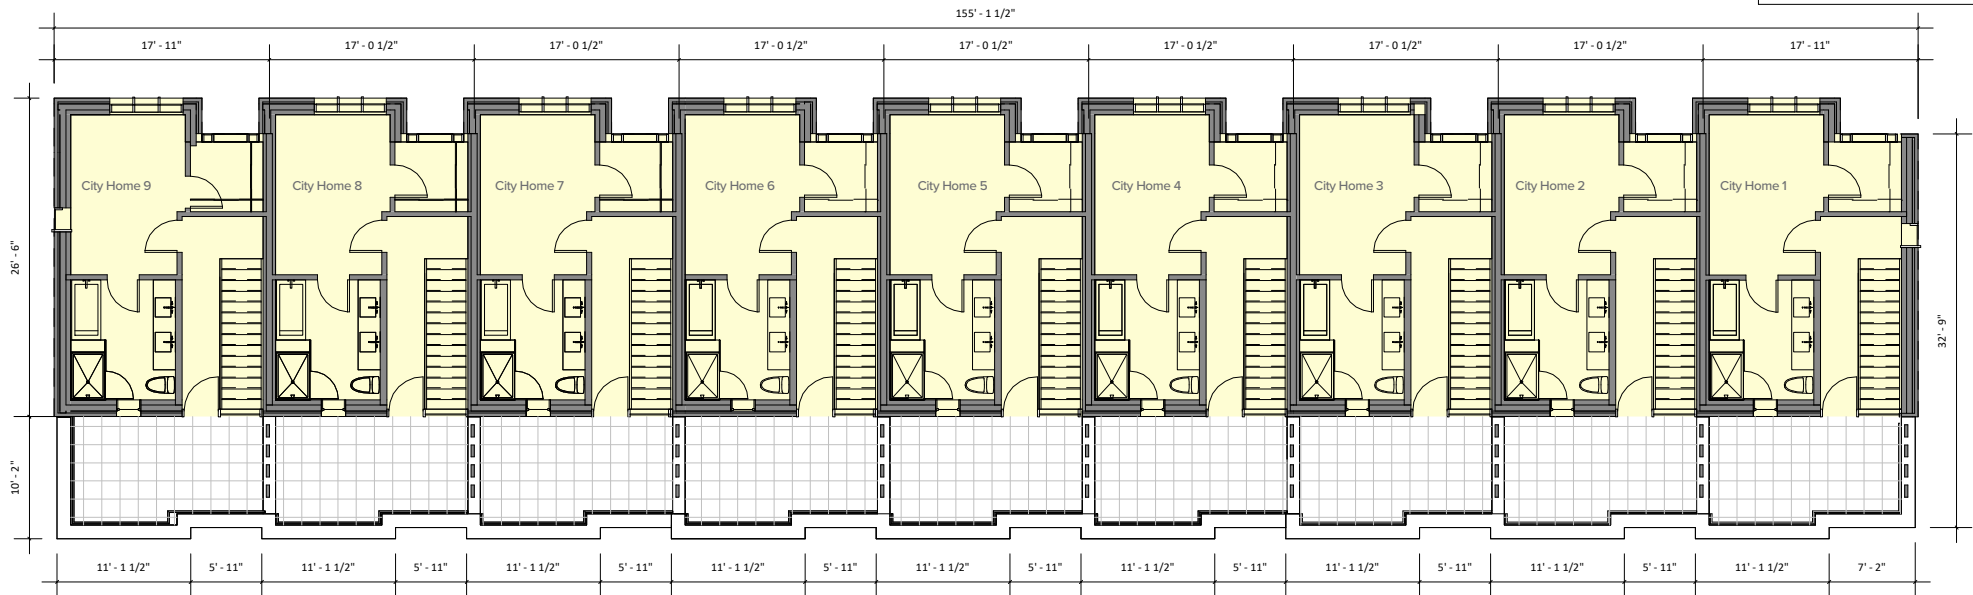 155' - 1 1/2"
17' - 11" 17' - 0 1/2" 17' - 0 1/2" 17' - 0 1/2" 17' - 0 1/2" 17' - 0 1/2" 17' - 0 1/2" 17' - 0 1/2" 17' - 11"
City Home 9 City Home 8 City Home 7 City Home 6 City Home 5 City Home 4 City Home 3 City Home 2 City Home 1
26' - 6"
32' - 9"
10' - 2"
11' - 1 1/2" 5' - 11" 11' - 1 1/2" 5' - 11" 11' - 1 1/2" 5' - 11" 11' - 1 1/2" 5' - 11" 11' - 1 1/2" 5' - 11" 11' - 1 1/2" 5' - 11" 11' - 1 1/2" 5' - 11" 11' - 1 1/2" 5' - 11" 11' - 1 1/2" 7' - 2"